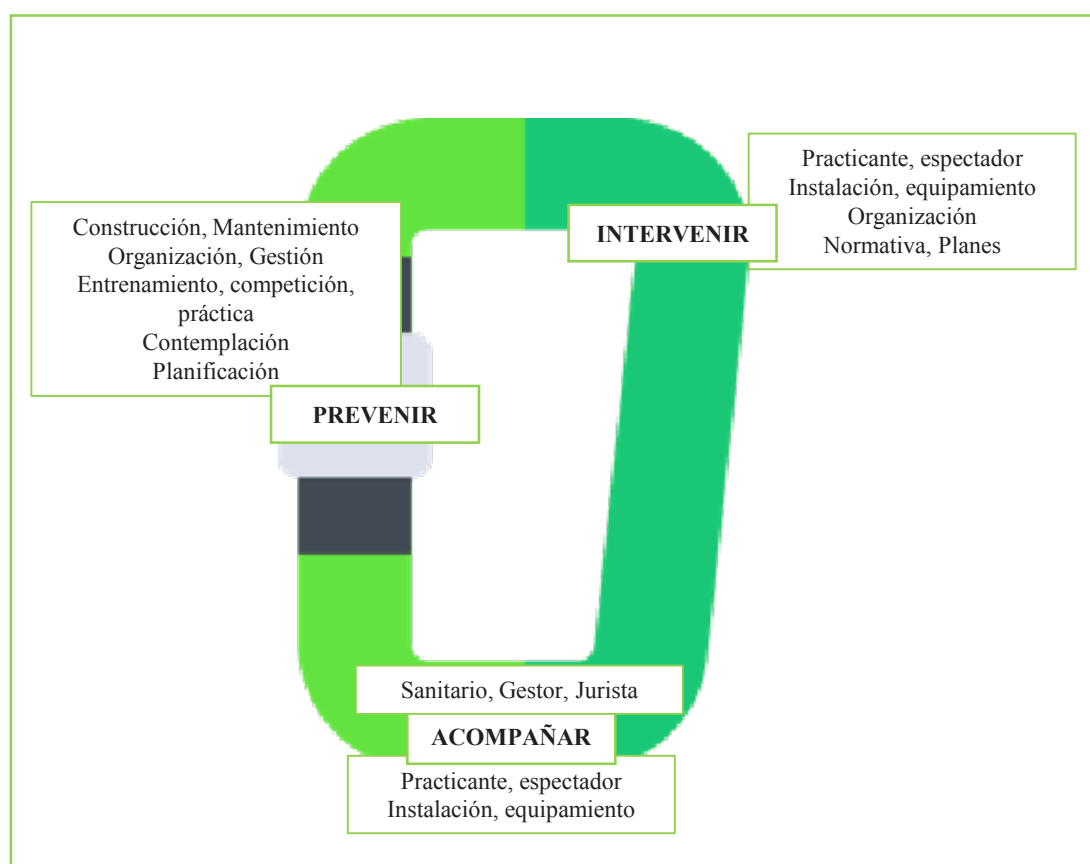 Practicante, espectador
Instalación, equipamiento
Organización
Normativa, Planes
INTERVENIR
Construcción, Mantenimiento
Organización, Gestión
Entrenamiento, competición,
práctica
Contemplación
Planificación
PREVENIR
Sanitario, Gestor, Jurista
ACOMPAÑAR
Practicante, espectador
Instalación, equipamiento